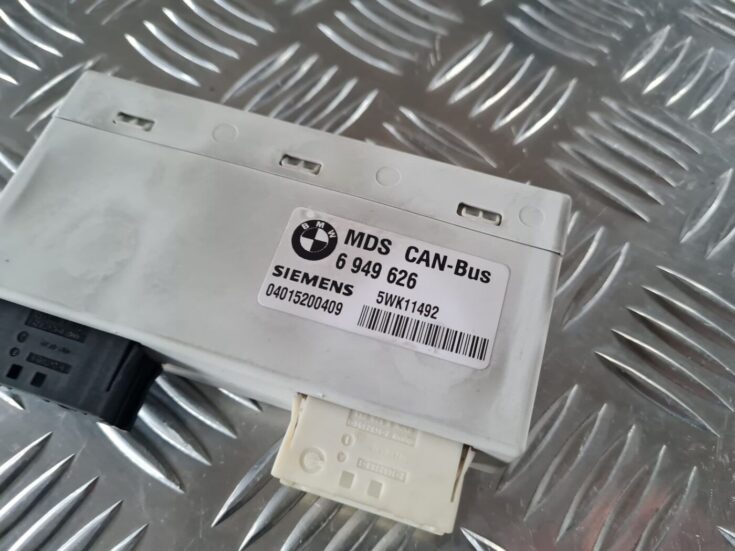 BMW
MDS CAN-Bus
6 949 626
SIEMENS 5WK11492
04015200409